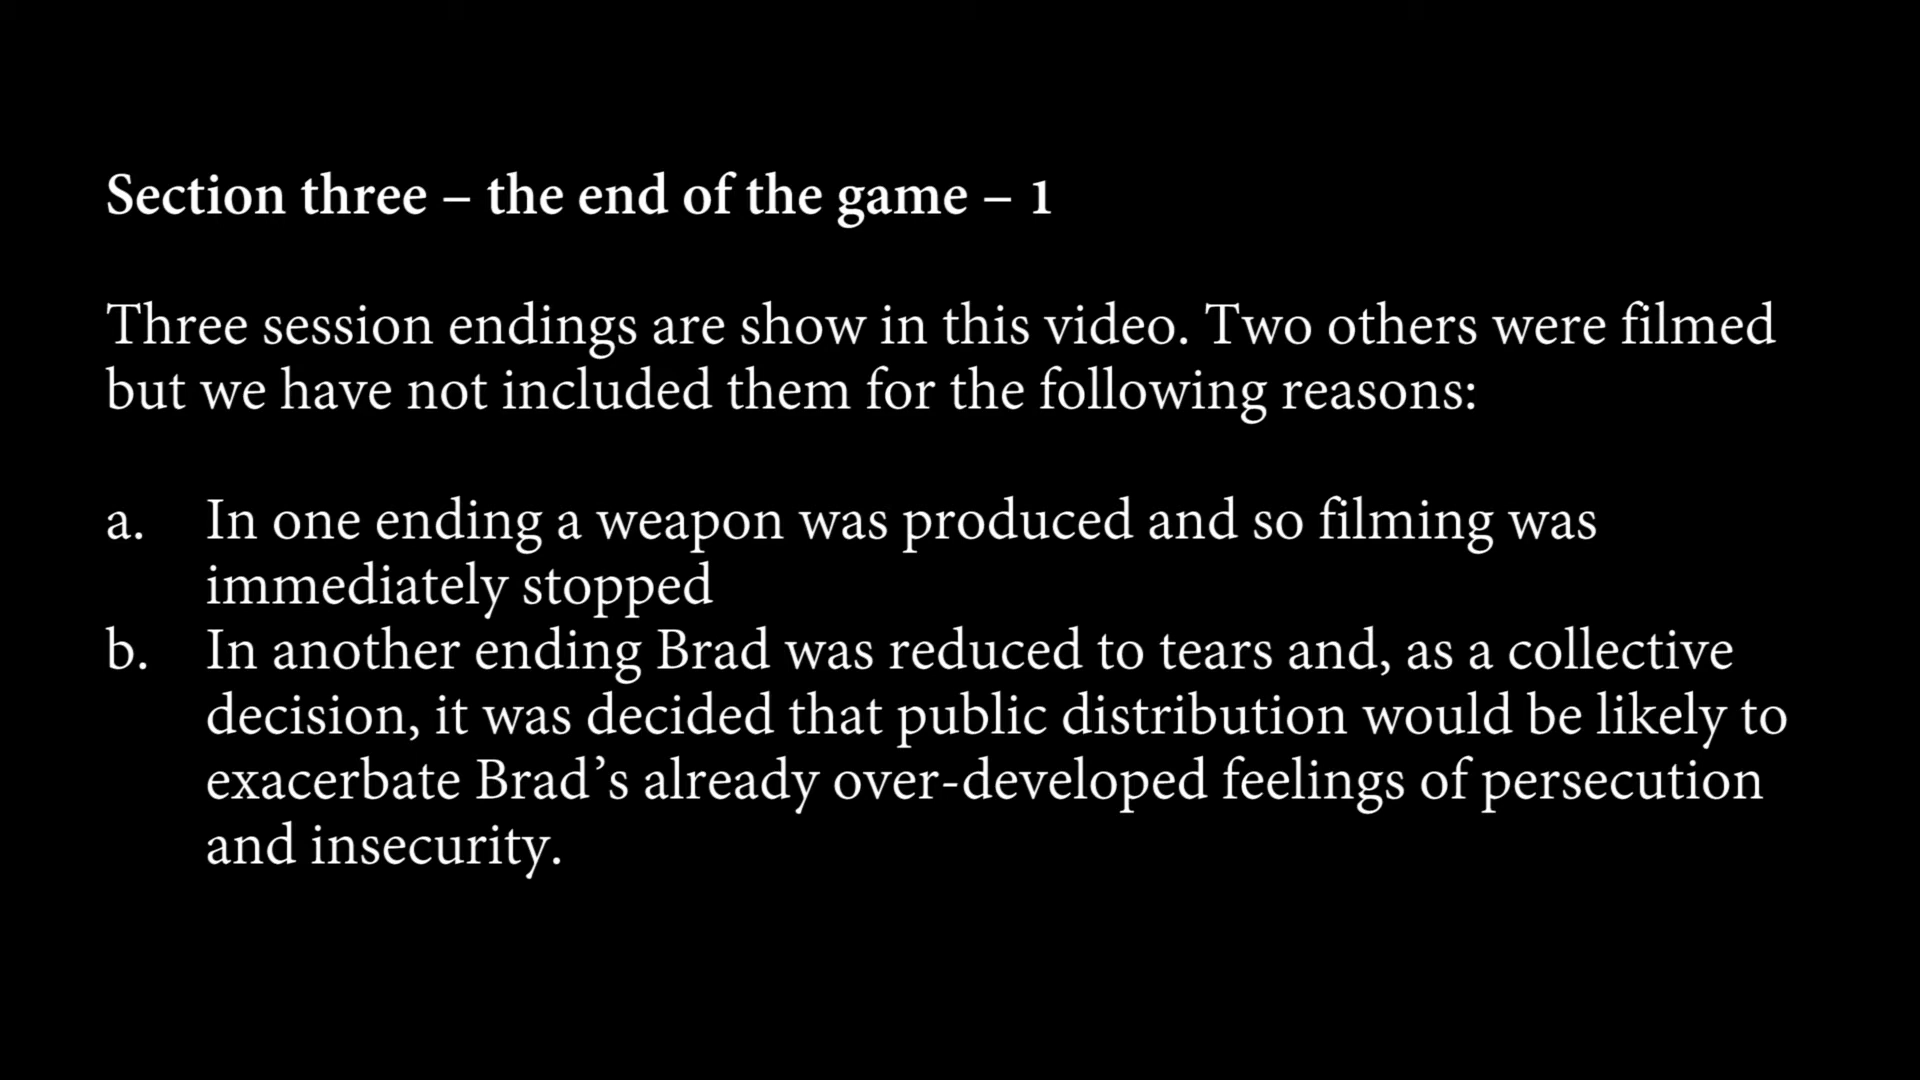 Section three – the end of the game – 1
Three session endings are show in this video. Two others were filmed
but we have not included them for the following reasons:
a. In one ending a weapon was produced and so filming was
immediately stopped
b. In another ending Brad was reduced to tears and, as a collective
decision, it was decided that public distribution would be likely to
exacerbate Brad’s already over-developed feelings of persecution
and insecurity.